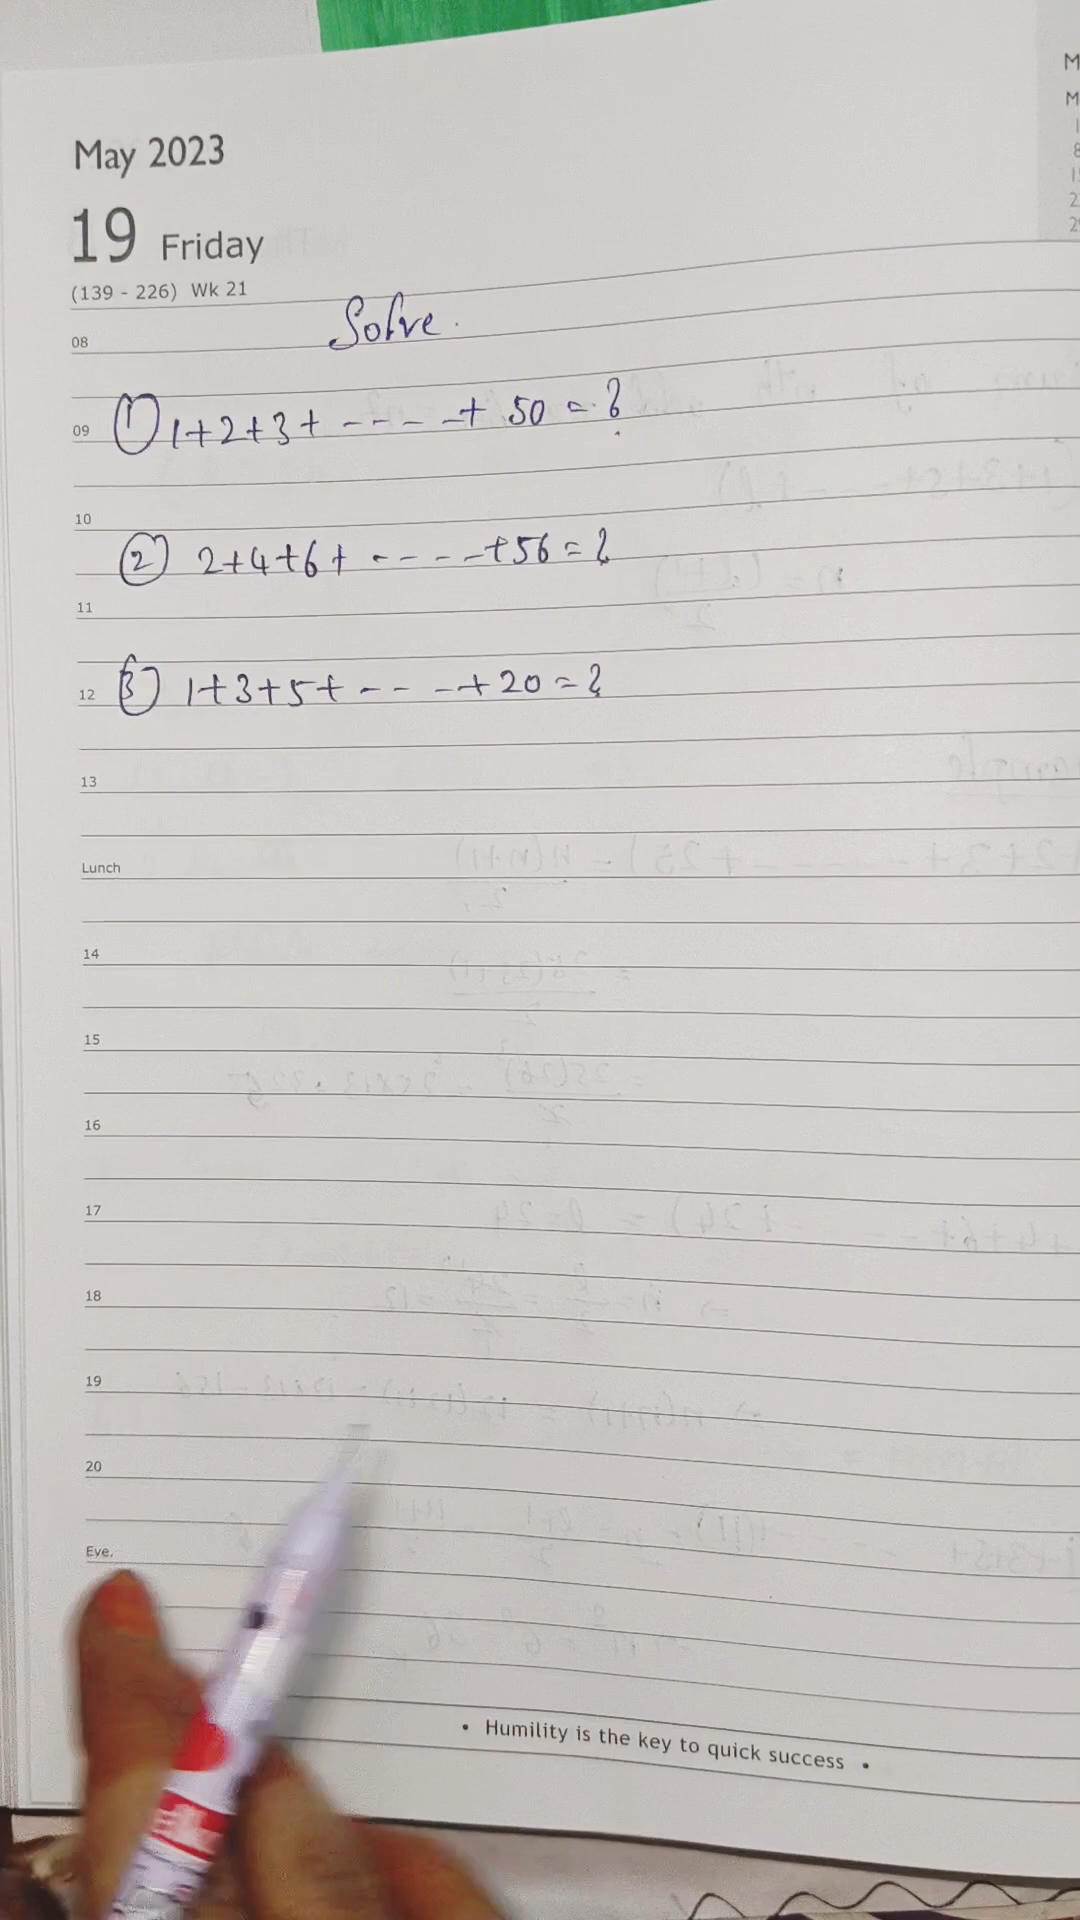 May 2023
19 Friday
(139 - 226) Wk 21
08
Solve.
09
① 1+2+3+ ----+ 50 = ?
10
② 2+4+6+ ----+56 = ?
11
12
③ 1+3+5+ ---+20 = ?
13
Lunch
14
15
16
17
18
19
20
Eve.
• Humility is the key to quick success •
M
M